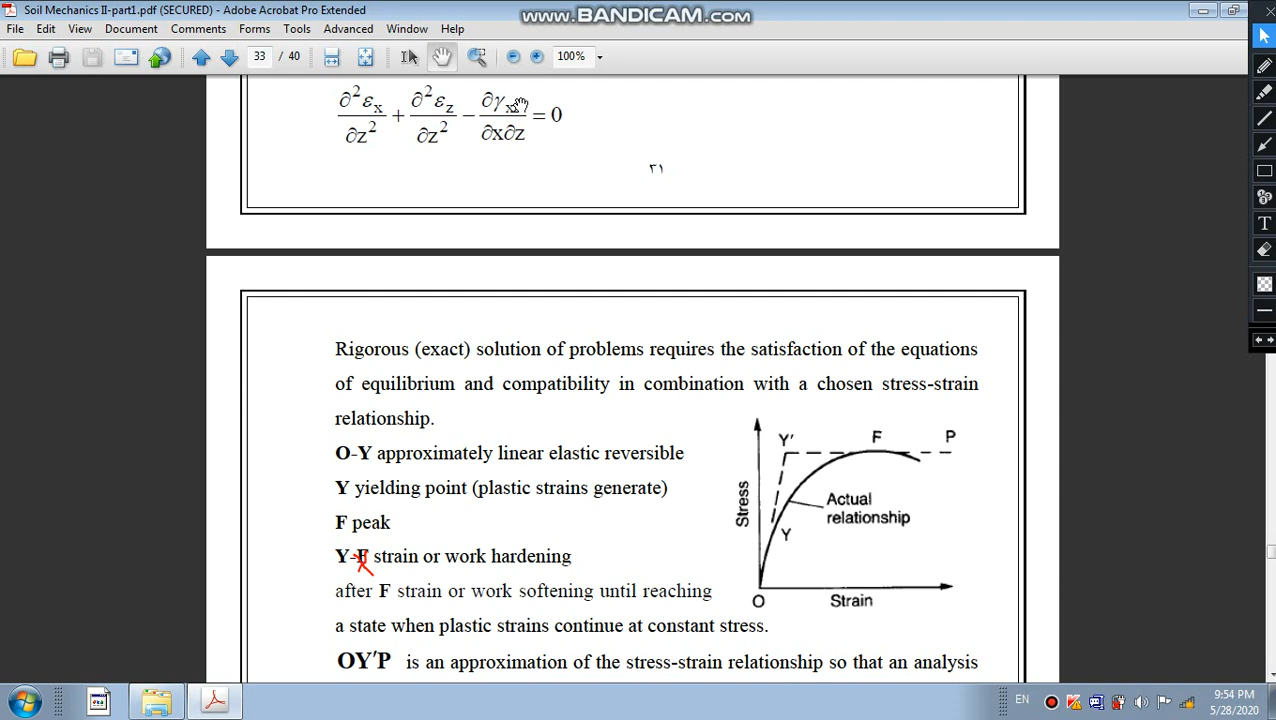 Soil Mechanics II-part1.pdf (SECURED) - Adobe Acrobat Pro Extended
www.BANDICAM.com
File Edit View Document Comments Forms Tools Advanced Window Help
33 / 40 100%
∂²εx/∂z² + ∂²εz/∂z² − ∂γx/∂x∂z = 0
٣١
Rigorous (exact) solution of problems requires the satisfaction of the equations
of equilibrium and compatibility in combination with a chosen stress-strain
relationship.
O-Y approximately linear elastic reversible
Y yielding point (plastic strains generate)
F peak
Y-F strain or work hardening
after F strain or work softening until reaching
a state when plastic strains continue at constant stress.
OY'P is an approximation of the stress-strain relationship so that an analysis
Y' F P
Stress
Actual
relationship
Y
O Strain
EN
9:54 PM
5/28/2020